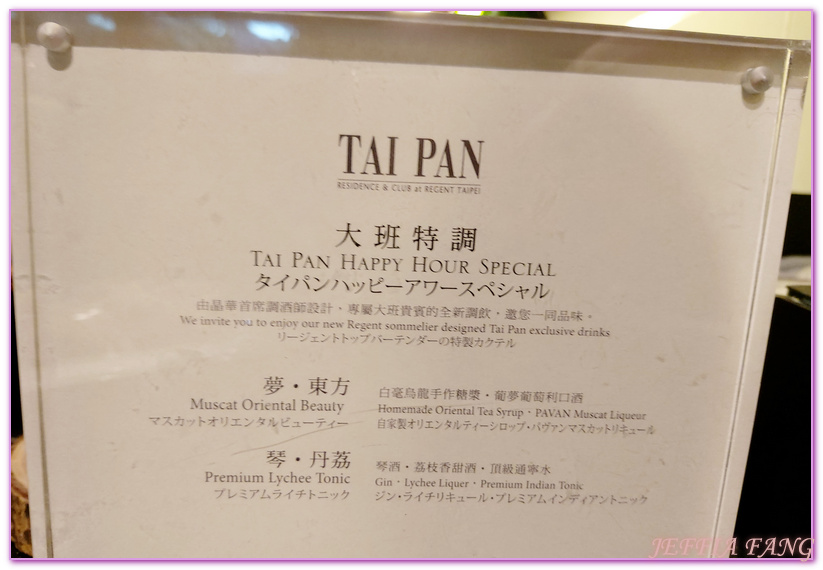 TAI PAN
RESIDENCE & CLUB at REGENT TAIPEI
大班特調
TAI PAN HAPPY HOUR SPECIAL
タイパンハッピーアワースペシャル
由晶華首席調酒師設計、專屬大班貴賓的全新調飲，邀您一同品味。
We invite you to enjoy our new Regent sommelier designed Tai Pan exclusive drinks
リージェントトップバーテンダーの特製カクテル
夢・東方 白毫烏龍手作糖漿・葡夢葡萄利口酒
Muscat Oriental Beauty Homemade Oriental Tea Syrup · PAVAN Muscat Liqueur
マスカットオリエンタルビューティー 自家製オリエンタルティーシロップ・パヴァンマスカットリキュール
琴・丹荔 琴酒・荔枝香甜酒・頂級通寧水
Premium Lychee Tonic Gin · Lychee Liquer · Premium Indian Tonic
プレミアムライチトニック ジン・ライチリキュール・プレミアムインディアントニック
JEFFIA FANG